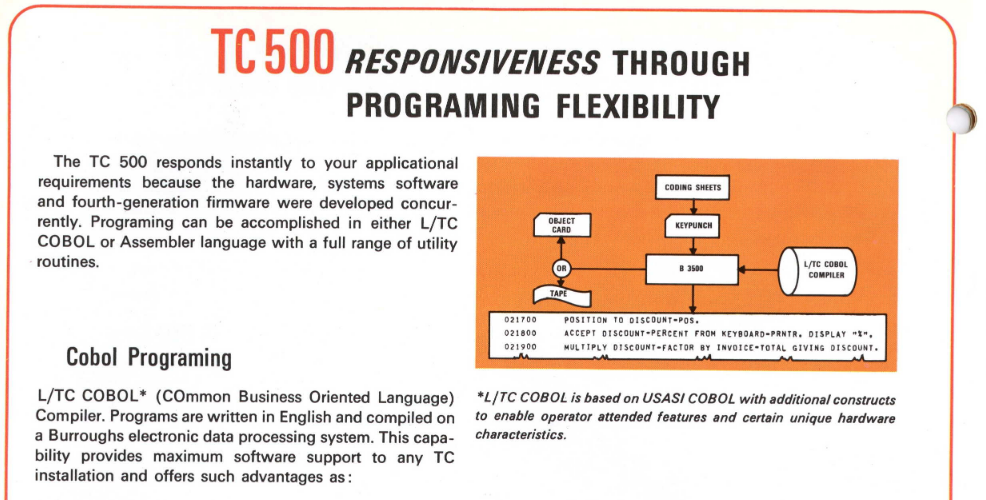 TC 500 RESPONSIVENESS THROUGH
PROGRAMING FLEXIBILITY
The TC 500 responds instantly to your applicational
requirements because the hardware, systems software
and fourth-generation firmware were developed concur-
rently. Programing can be accomplished in either L/TC
COBOL or Assembler language with a full range of utility
routines.
Cobol Programing
L/TC COBOL* (COmmon Business Oriented Language)
Compiler. Programs are written in English and compiled on
a Burroughs electronic data processing system. This capa-
bility provides maximum software support to any TC
installation and offers such advantages as:
CODING SHEETS
OBJECT
CARD
KEYPUNCH
OR
B 3500
L/TC COBOL
COMPILER
TAPE
021700 POSITION TO DISCOUNT-POS.
021800 ACCEPT DISCOUNT-PERCENT FROM KEYBOARD-PRNTR. DISPLAY "%".
021900 MULTIPLY DISCOUNT-FACTOR BY INVOICE-TOTAL GIVING DISCOUNT.
*L/TC COBOL is based on USASI COBOL with additional constructs
to enable operator attended features and certain unique hardware
characteristics.